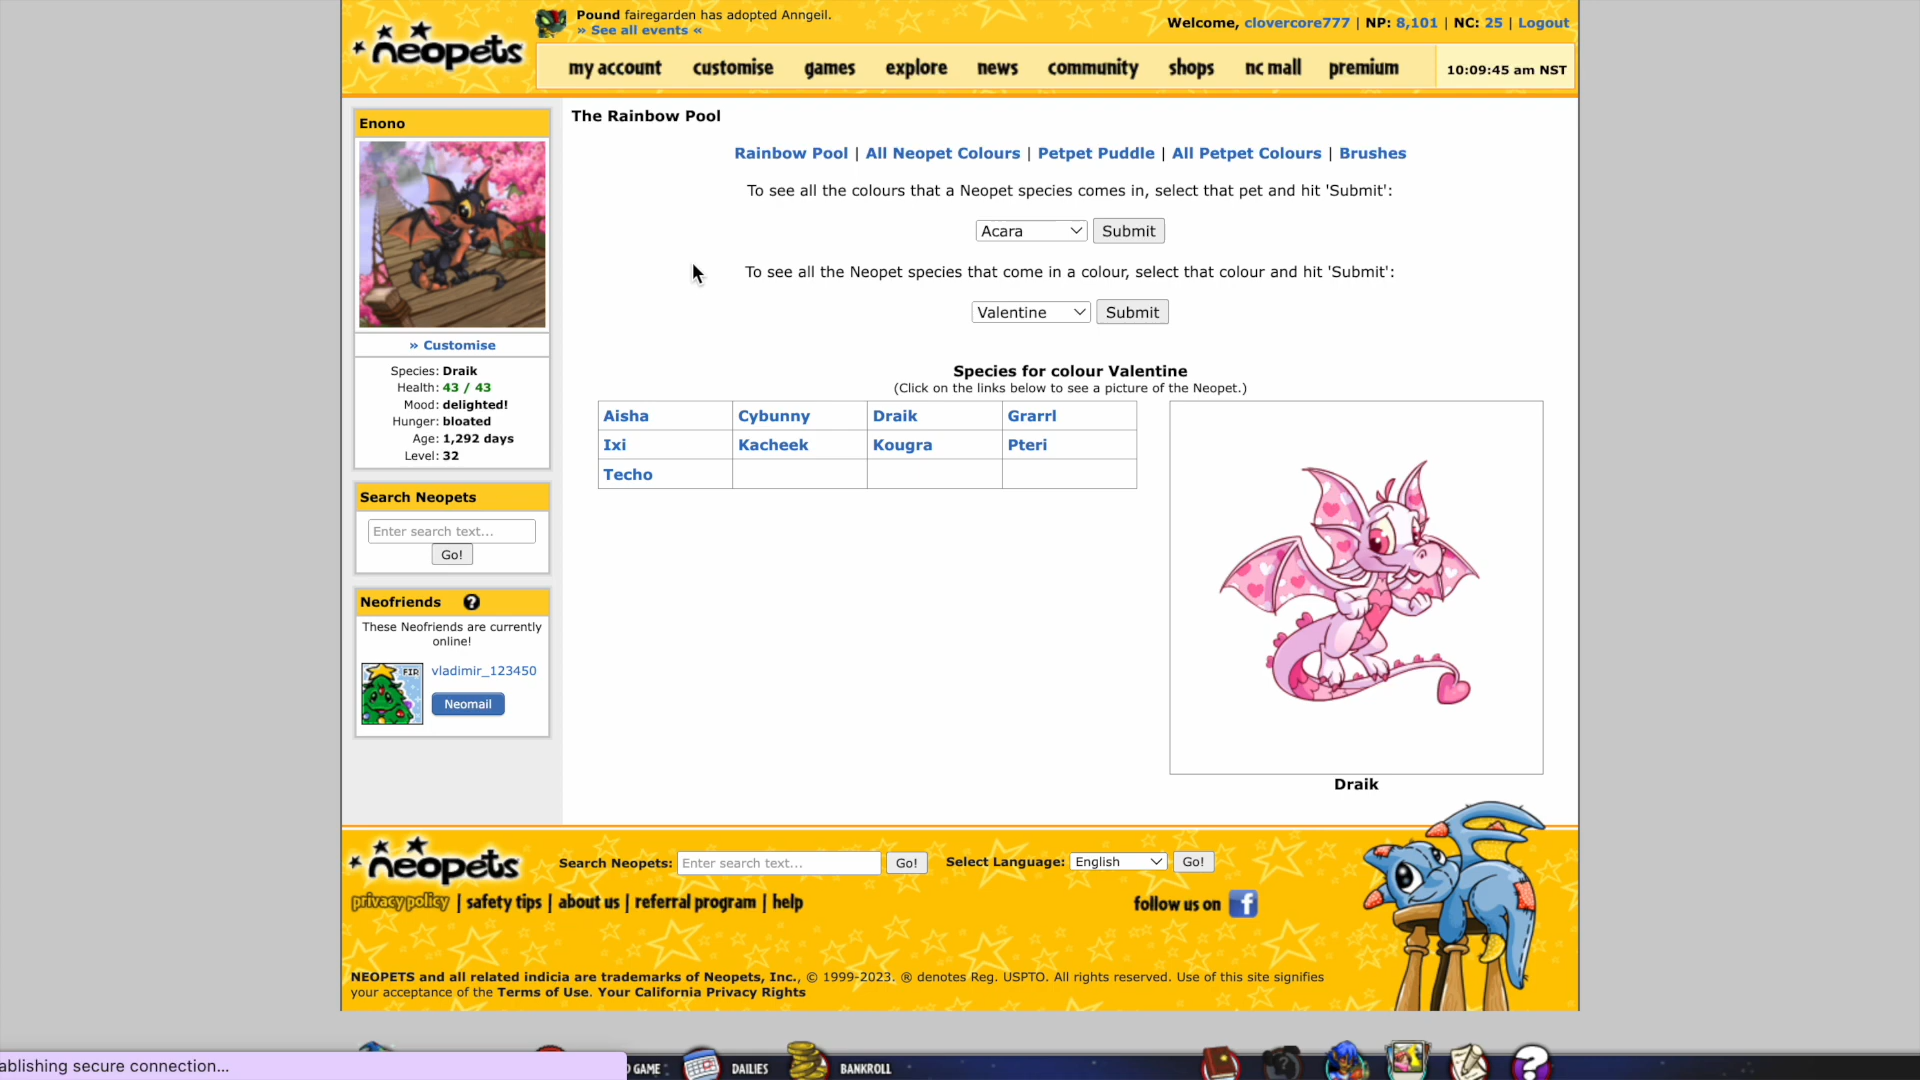 neopets
Pound fairegarden has adopted Anngeil.
» See all events «
Welcome, clovercore777 | NP: 8,101 | NC: 25 | Logout
my account customise games explore news community shops nc mall premium 10:09:45 am NST
Enono
» Customise
Species: Draik
Health: 43 / 43
Mood: delighted!
Hunger: bloated
Age: 1,292 days
Level: 32
Search Neopets
Enter search text...
Go!
Neofriends ?
These Neofriends are currently
online!
FIR
vladimir_123450
Neomail
The Rainbow Pool
Rainbow Pool | All Neopet Colours | Petpet Puddle | All Petpet Colours | Brushes
To see all the colours that a Neopet species comes in, select that pet and hit 'Submit':
Acara Submit
To see all the Neopet species that come in a colour, select that colour and hit 'Submit':
Valentine Submit
Species for colour Valentine
(Click on the links below to see a picture of the Neopet.)
Aisha Cybunny Draik Grarrl
Ixi Kacheek Kougra Pteri
Techo
Draik
neopets
Search Neopets: Enter search text... Go! Select Language: English Go!
privacy policy | safety tips | about us | referral program | help
follow us on f
NEOPETS and all related indicia are trademarks of Neopets, Inc., © 1999-2023. ® denotes Reg. USPTO. All rights reserved. Use of this site signifies
your acceptance of the Terms of Use. Your California Privacy Rights
ablishing secure connection...
GAME DAILIES BANKROLL ?